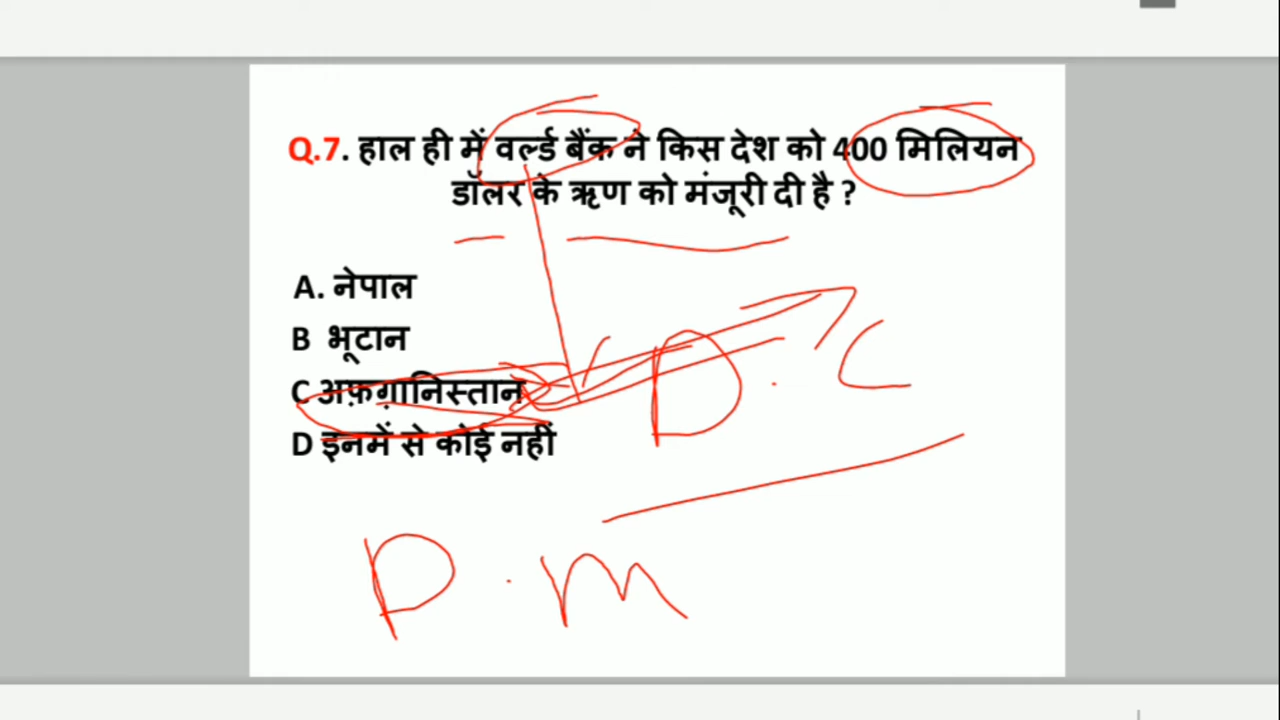 Q.7. हाल ही में वर्ल्ड बैंक ने किस देश को 400 मिलियन
डॉलर के ऋण को मंजूरी दी है ?
A. नेपाल
B भूटान
C अफ़ग़ानिस्तान
D इनमें से कोई नहीं
D.C
P.M